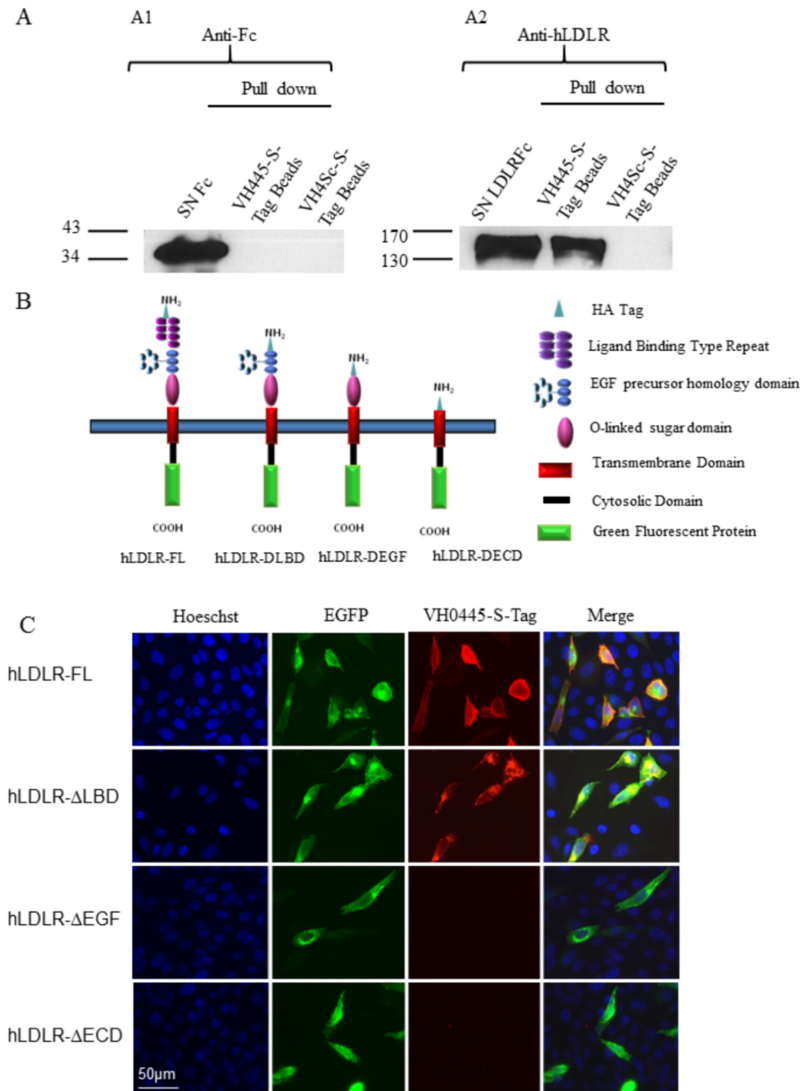 A
A1
A2
Anti-Fc
Anti-hLDLR
Pull down
Pull down
SN Fc
VH445-S-
Tag Beads
VH4Sc-S-
Tag Beads
SN LDLRFc
VH445-S-
Tag Beads
VH4Sc-S-
Tag Beads
43
34
170
130
B
NH2
NH2
NH2
NH2
COOH
COOH
COOH
COOH
hLDLR-FL
hLDLR-DLBD
hLDLR-DEGF
hLDLR-DECD
HA Tag
Ligand Binding Type Repeat
EGF precursor homology domain
O-linked sugar domain
Transmembrane Domain
Cytosolic Domain
Green Fluorescent Protein
C
Hoeschst
EGFP
VH0445-S-Tag
Merge
hLDLR-FL
hLDLR-ΔLBD
hLDLR-ΔEGF
hLDLR-ΔECD
50µm